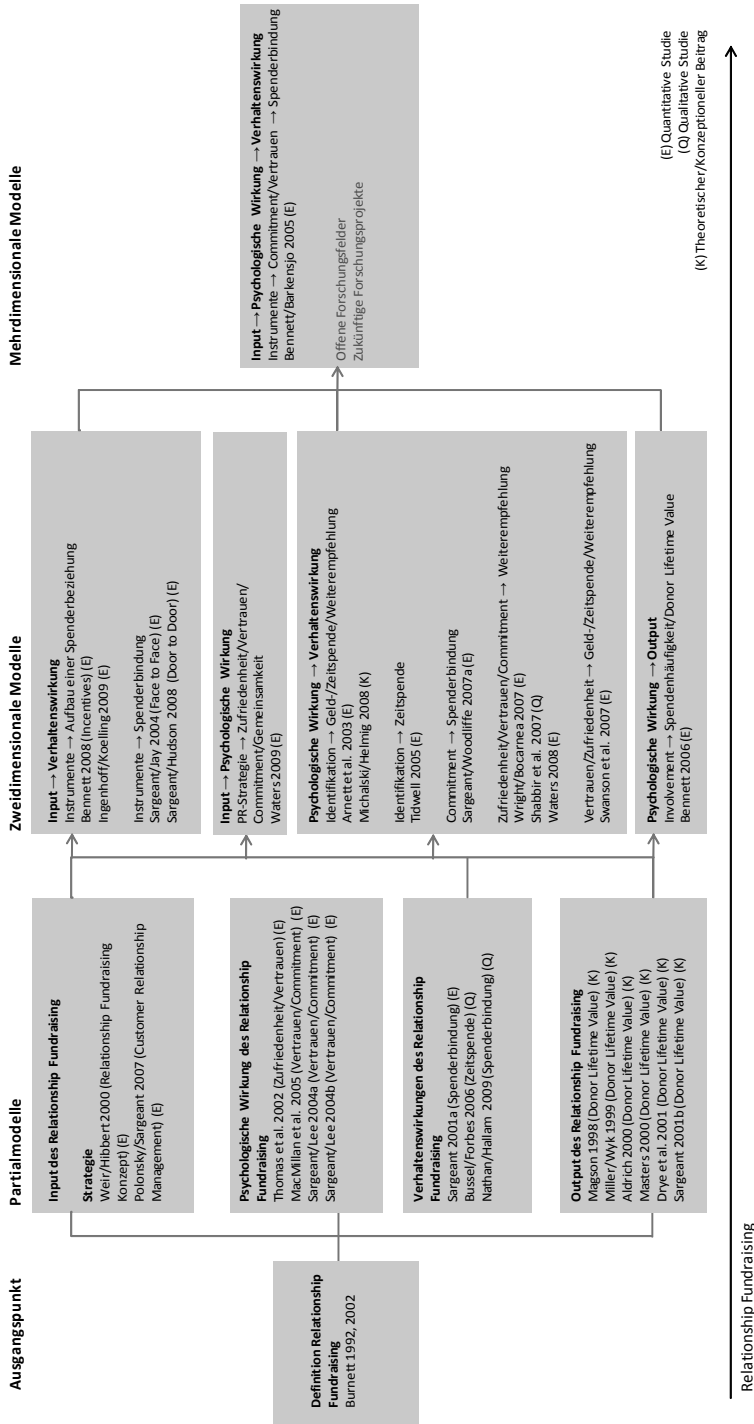 Ausgangspunkt
Partialmodelle
Zweidimensionale Modelle
Mehrdimensionale Modelle
Definition Relationship
Fundraising
Burnett 1992, 2002
Input des Relationship Fundraising
Strategie
Weir/Hibbert 2000 (Relationship Fundraising
Konzept) (E)
Polonsky/Sargeant 2007 (Customer Relationship
Management) (E)
Psychologische Wirkung des Relationship
Fundraising
Thomas et al. 2002 (Zufriedenheit/Vertrauen) (E)
MacMillan et al. 2005 (Vertrauen/Commitment) (E)
Sargeant/Lee 2004a (Vertrauen/Commitment) (E)
Sargeant/Lee 2004b (Vertrauen/Commitment) (E)
Verhaltenswirkungen des Relationship
Fundraising
Sargeant 2001a (Spenderbindung) (E)
Bussel/Forbes 2006 (Zeitspende) (Q)
Nathan/Hallam 2009 (Spenderbindung) (Q)
Output des Relationship Fundraising
Magson 1998 (Donor Lifetime Value) (K)
Miller/Wyk 1999 (Donor Lifetime Value) (K)
Aldrich 2000 (Donor Lifetime Value) (K)
Masters 2000 (Donor Lifetime Value) (K)
Drye et al. 2001 (Donor Lifetime Value) (K)
Sargeant 2001b (Donor Lifetime Value) (K)
Input → Verhaltenswirkung
Instrumente → Aufbau einer Spenderbeziehung
Bennett 2008 (Incentives) (E)
Ingenhoff/Koelling 2009 (E)
Instrumente → Spenderbindung
Sargeant/Jay 2004 (Face to Face) (E)
Sargeant/Hudson 2008 (Door to Door) (E)
Input → Psychologische Wirkung
PR-Strategie → Zufriedenheit/Vertrauen/
Commitment/Gemeinsamkeit
Waters 2009 (E)
Psychologische Wirkung → Verhaltenswirkung
Identifikation → Geld-/Zeitspende/Weiterempfehlung
Arnett et al. 2003 (E)
Michalski/Helmig 2008 (K)
Identifikation → Zeitspende
Tidwell 2005 (E)
Commitment → Spenderbindung
Sargeant/Woodliffe 2007a (E)
Zufriedenheit/Vertrauen/Commitment → Weiterempfehlung
Wright/Bocarnea 2007 (E)
Shabbir et al. 2007 (Q)
Waters 2008 (E)
Vertrauen/Zufriedenheit → Geld-/Zeitspende/Weiterempfehlung
Swanson et al. 2007 (E)
Psychologische Wirkung → Output
Involvement → Spendenhäufigkeit/Donor Lifetime Value
Bennett 2006 (E)
Input → Psychologische Wirkung → Verhaltenswirkung
Instrumente → Commitment/Vertrauen → Spenderbindung
Bennett/Barkensjo 2005 (E)
Offene Forschungsfelder
Zukünftige Forschungsprojekte
(E) Quantitative Studie
(Q) Qualitative Studie
(K) Theoretischer/Konzeptioneller Beitrag
Relationship Fundraising